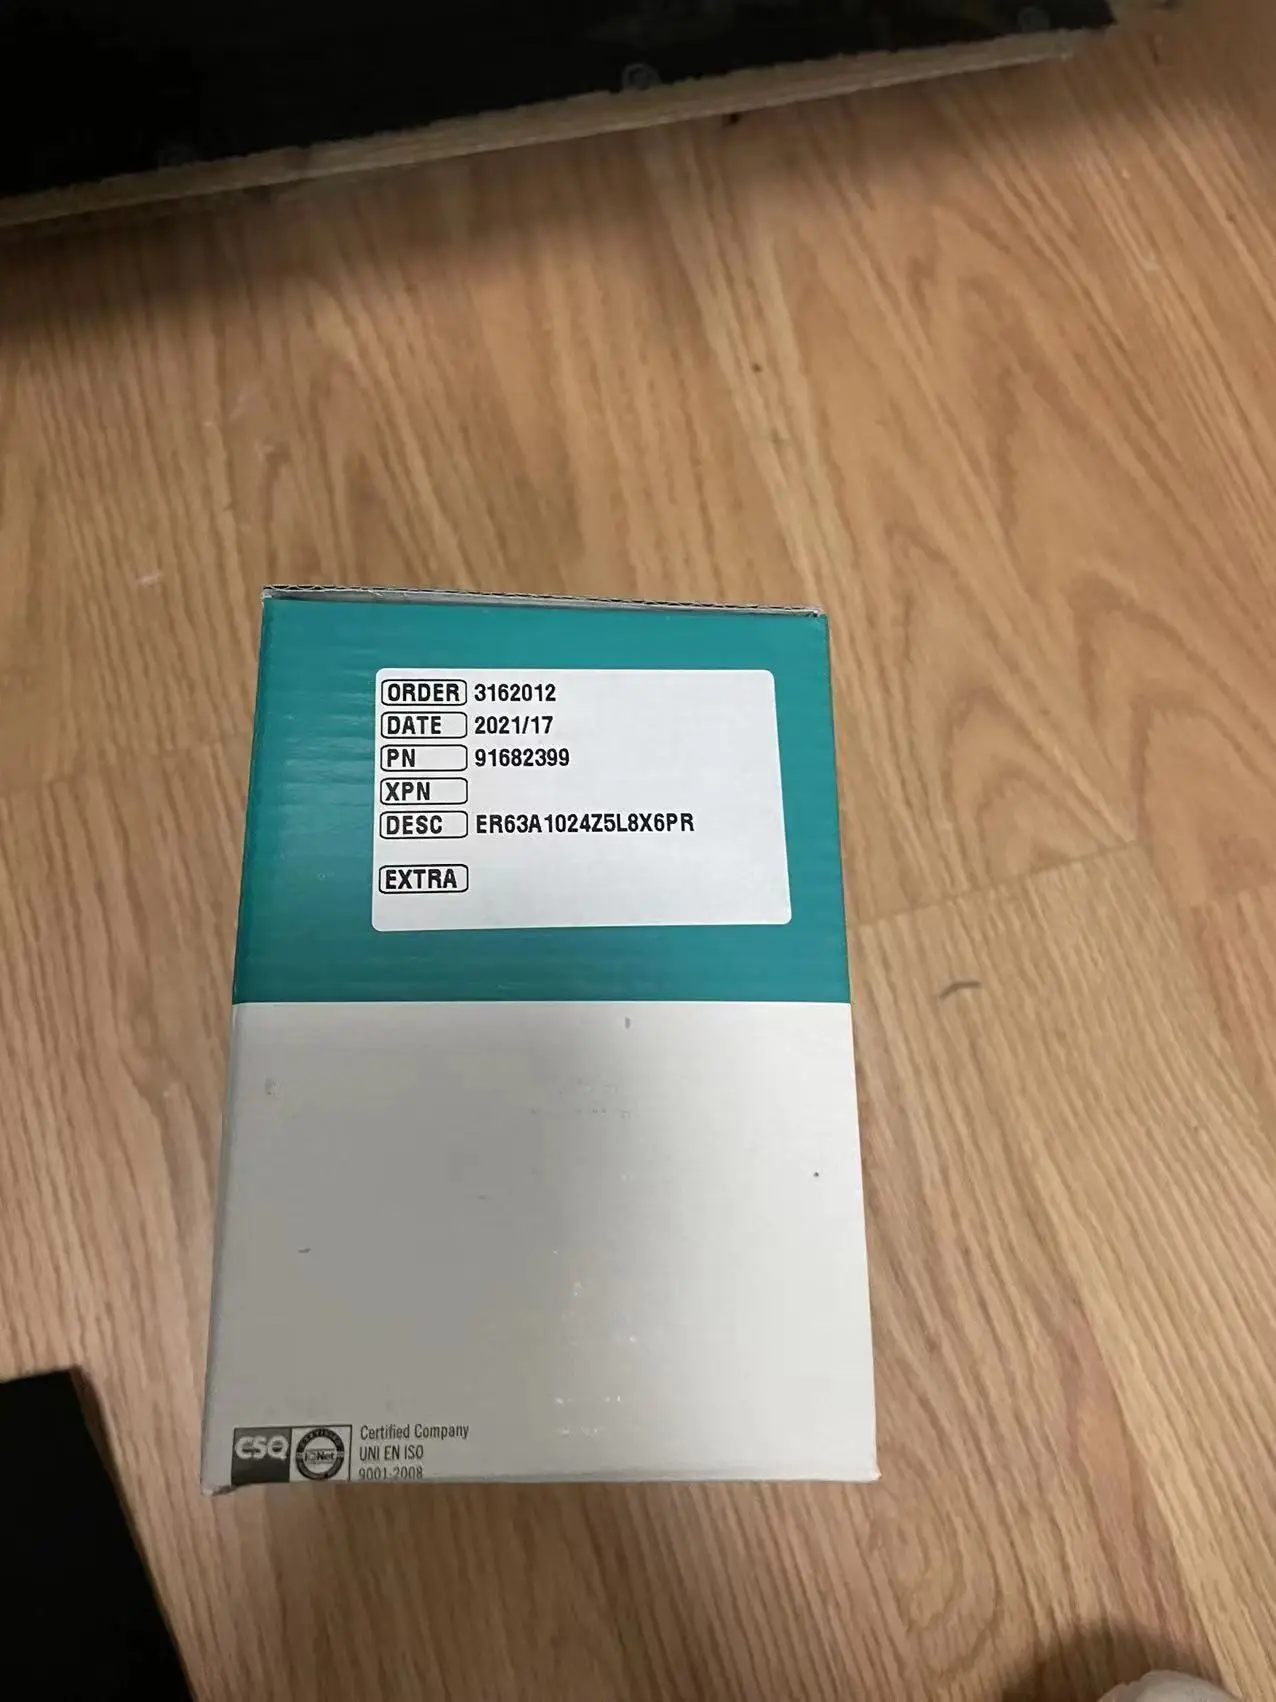 ORDER 3162012
DATE 2021/17
PN 91682399
XPN
DESC ER63A1024Z5L8X6PR
EXTRA
CSQ
IQNet
Certified Company
UNI EN ISO
9001-2008